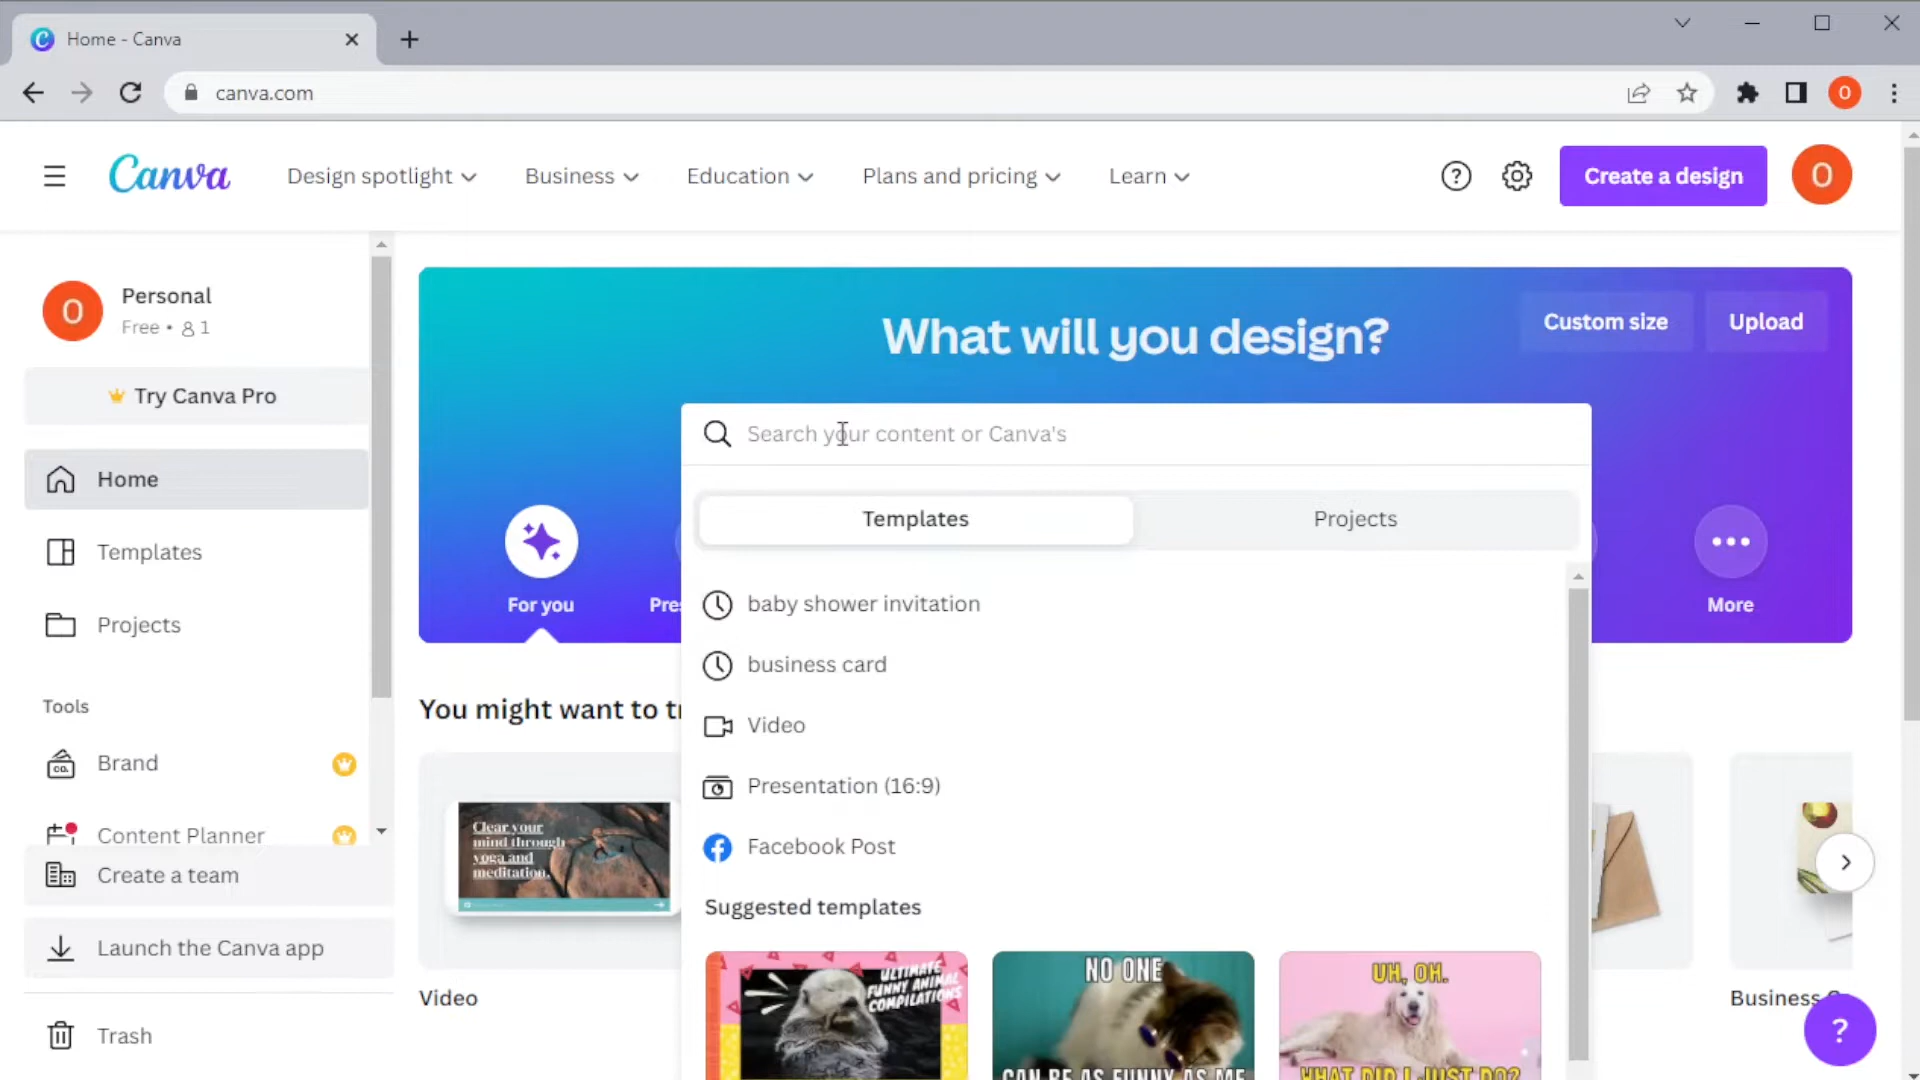 Home - Canva
canva.com
O
Canva
Design spotlight
Business
Education
Plans and pricing
Learn
?
Create a design
O
O
Personal
Free • 1
Try Canva Pro
Home
Templates
Projects
Tools
Brand
CO.
Content Planner
Create a team
Launch the Canva app
Trash
What will you design?
Custom size
Upload
Search your content or Canva's
Templates
Projects
For you
More
baby shower invitation
business card
Video
Presentation (16:9)
Facebook Post
Suggested templates
You might want to
Clear your
mind through
yoga and
meditation.
Video
Business
ULTIMATE
FUNNY ANIMAL
COMPILATIONS
NO ONE
CAN BE AS FUNNY AS ME
UH, OH.
WHAT DID I JUST DO?
?